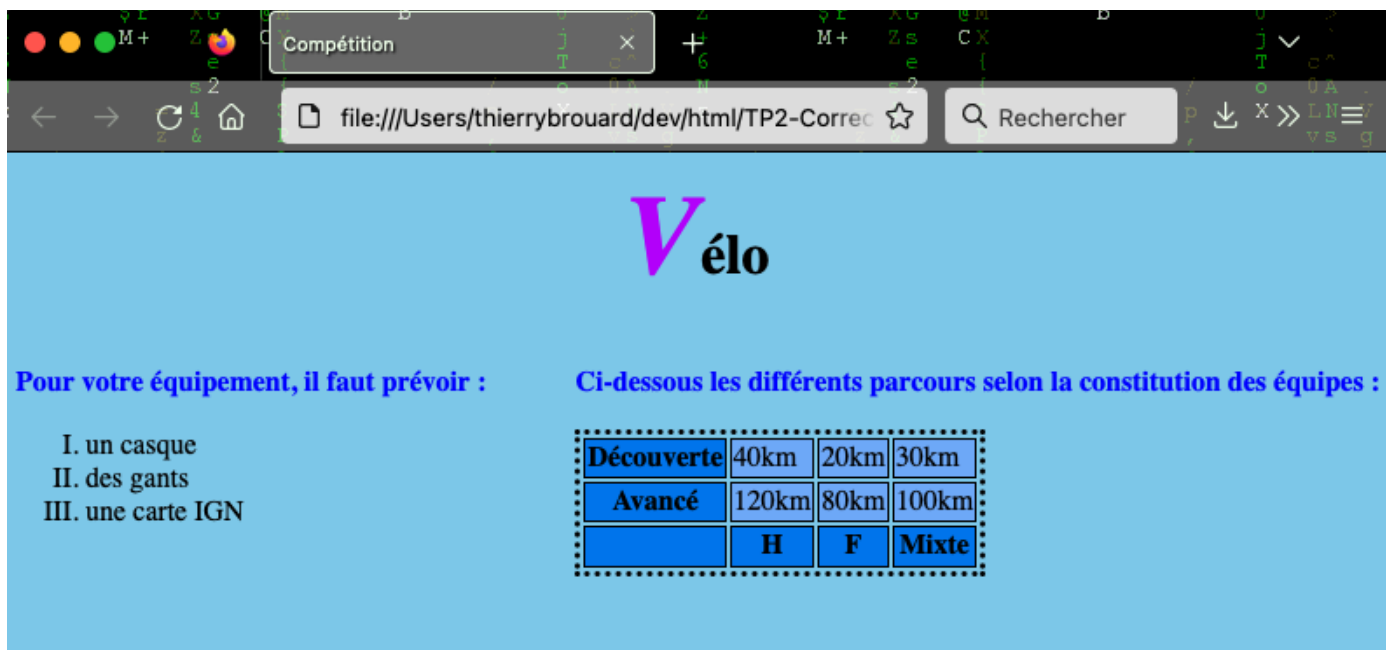 Compétition
file:///Users/thierrybrouard/dev/html/TP2-Correc
Rechercher
Vélo
Pour votre équipement, il faut prévoir :
I. un casque
II. des gants
III. une carte IGN
Ci-dessous les différents parcours selon la constitution des équipes :
Découverte 40km 20km 30km
Avancé 120km 80km 100km
H F Mixte